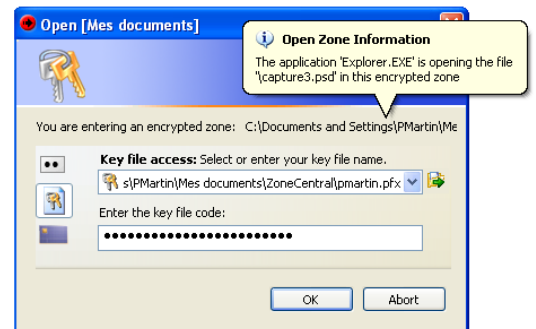 Open [Mes documents]
Open Zone Information
The application 'Explorer.EXE' is opening the file
'\capture3.psd' in this encrypted zone
You are entering an encrypted zone: C:\Documents and Settings\PMartin\Me
Key file access: Select or enter your key file name.
s\PMartin\Mes documents\ZoneCentral\pmartin.pfx
Enter the key file code:
OK Abort